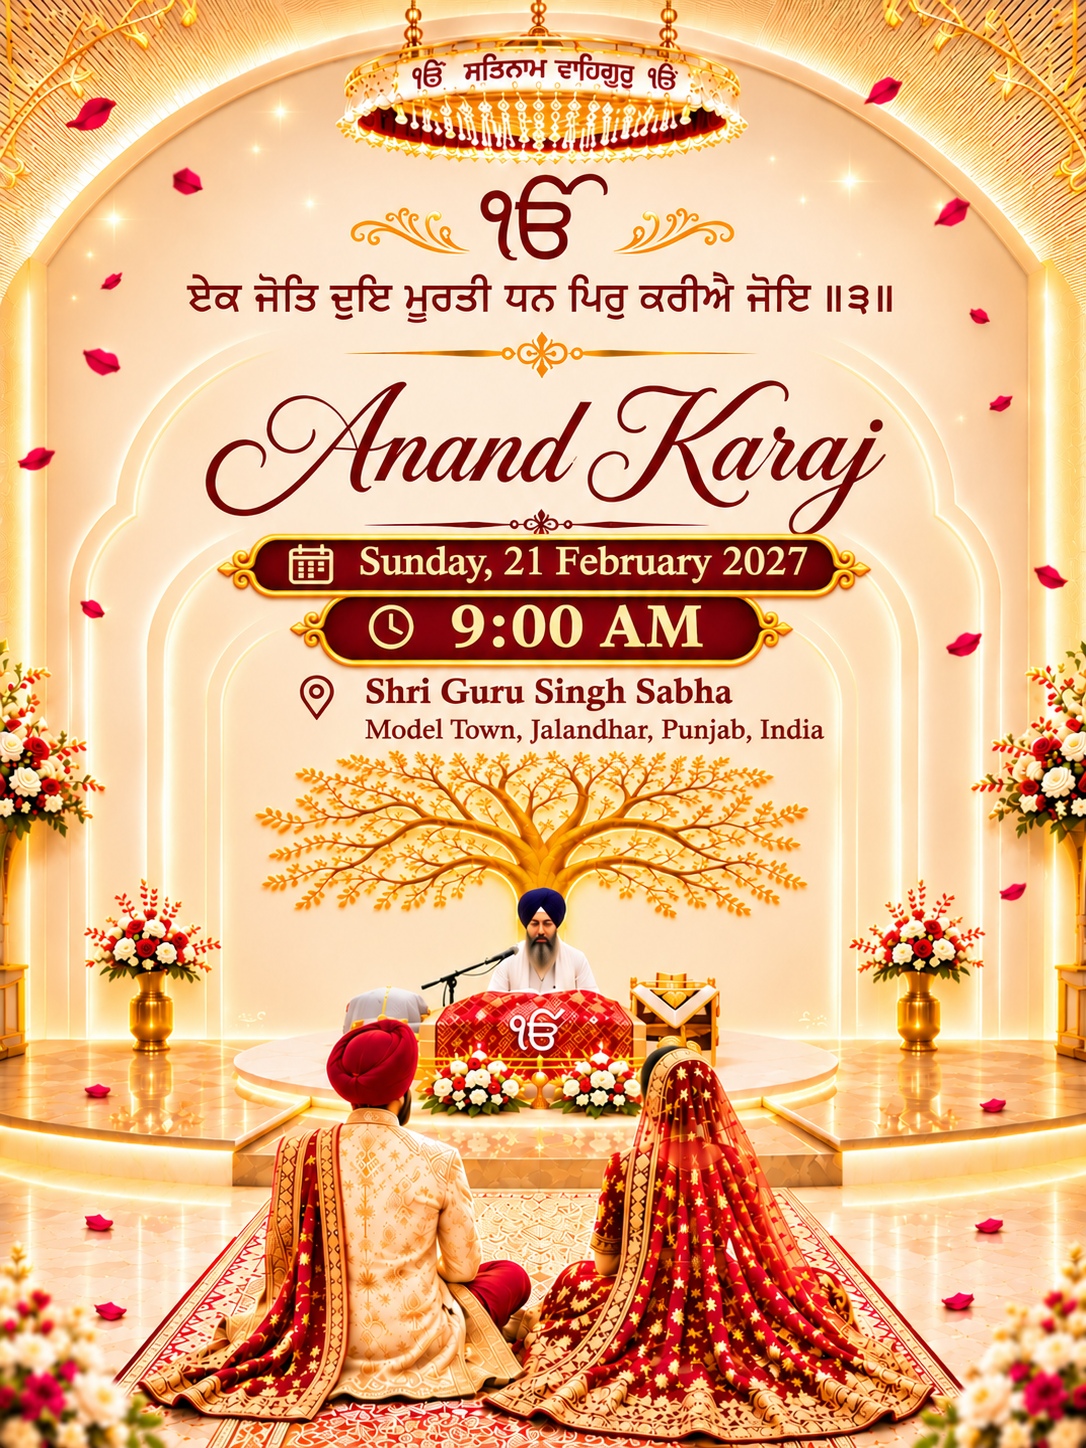 ੴ ਸਤਿਨਾਮ ਵਾਹਿਗੁਰੂ ੴ
ੴ
ਏਕ ਜੋਤਿ ਦੁਇ ਮੂਰਤੀ ਧਨ ਪਿਰੁ ਕਰੀਐ ਜੋਇ ॥੩॥
Anand Karaj
Sunday, 21 February 2027
9:00 AM
Shri Guru Singh Sabha
Model Town, Jalandhar, Punjab, India
ੴ